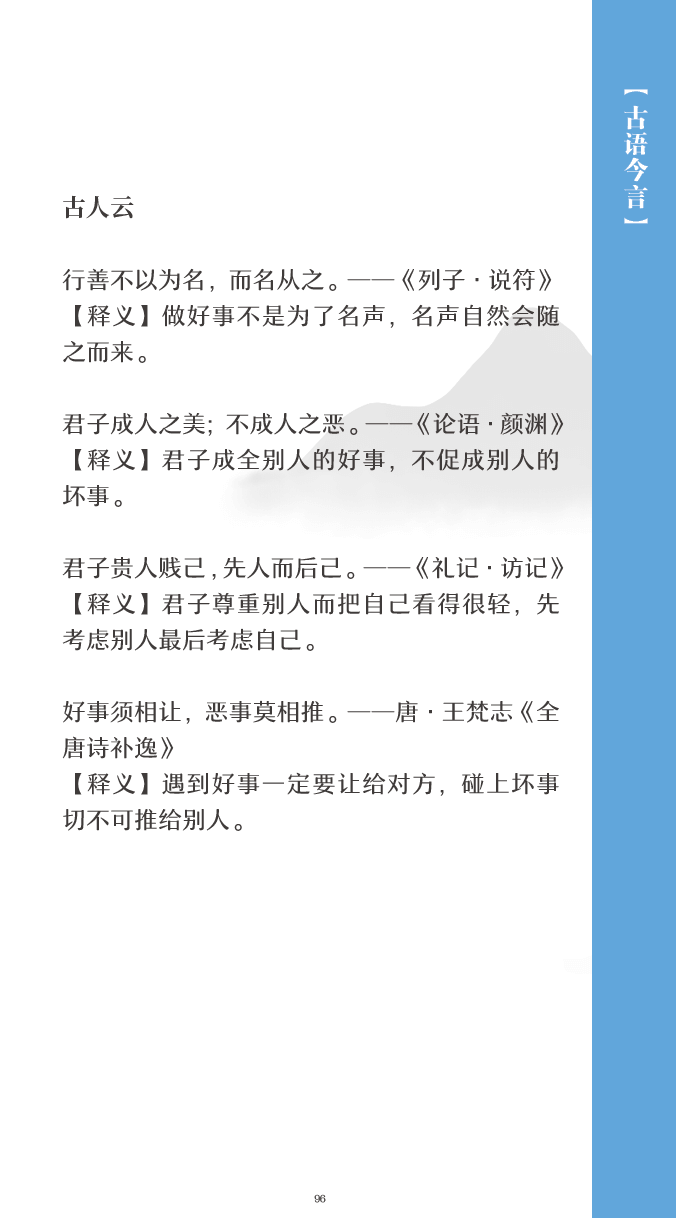 【古语今言】
古人云
行善不以为名，而名从之。——《列子·说符》
【释义】做好事不是为了名声，名声自然会随
之而来。
君子成人之美；不成人之恶。——《论语·颜渊》
【释义】君子成全别人的好事，不促成别人的
坏事。
君子贵人贱己,先人而后己。——《礼记·访记》
【释义】君子尊重别人而把自己看得很轻，先
考虑别人最后考虑自己。
好事须相让，恶事莫相推。——唐·王梵志《全
唐诗补逸》
【释义】遇到好事一定要让给对方，碰上坏事
切不可推给别人。
96